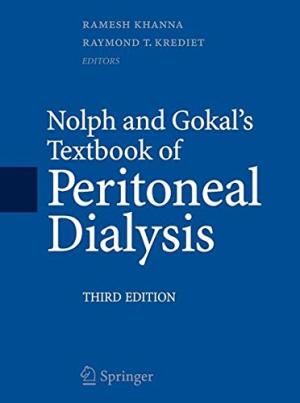 RAMESH KHANNA
RAYMOND T. KREDIET
EDITORS
Nolph and Gokal's
Textbook of
Peritoneal
Dialysis
THIRD EDITION
Springer